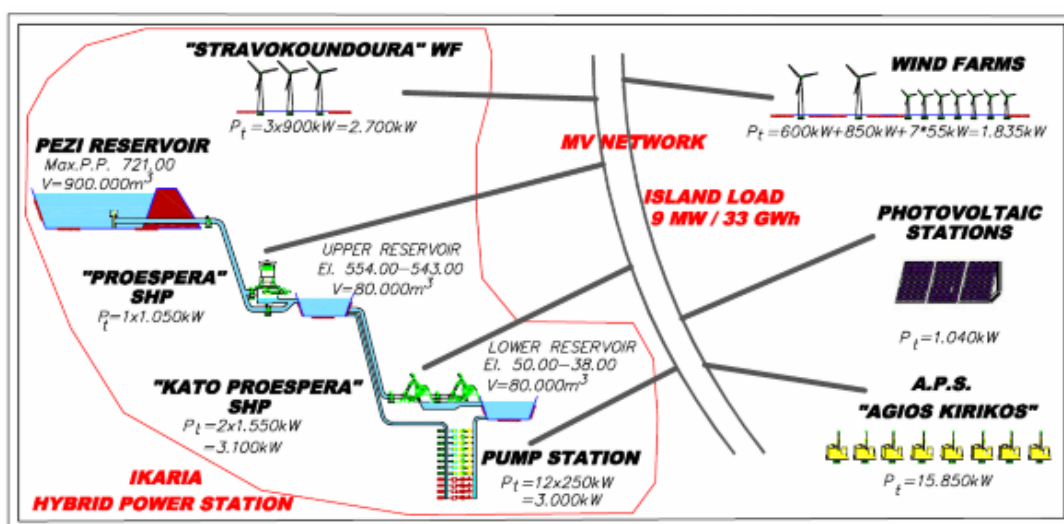 "STRAVOKOUNDOURA" WF
Pt=3x900kW=2.700kW
PEZI RESERVOIR
Max.P.P. 721,00
V=900.000m³
"PROESPERA"
SHP
Pt=1x1.050kW
UPPER RESERVOIR
El. 554.00-543.00
V=80.000m³
"KATO PROESPERA"
SHP
Pt=2x1.550kW
=3.100kW
LOWER RESERVOIR
El. 50.00-38.00
V=80.000m³
PUMP STATION
Pt=12x250kW
=3.000kW
IKARIA
HYBRID POWER STATION
MV NETWORK
ISLAND LOAD
9 MW / 33 GWh
WIND FARMS
Pt=600kW+850kW+7*55kW=1.835kW
PHOTOVOLTAIC
STATIONS
Pt=1.040kW
A.P.S.
"AGIOS KIRIKOS"
Pt=15.850kW